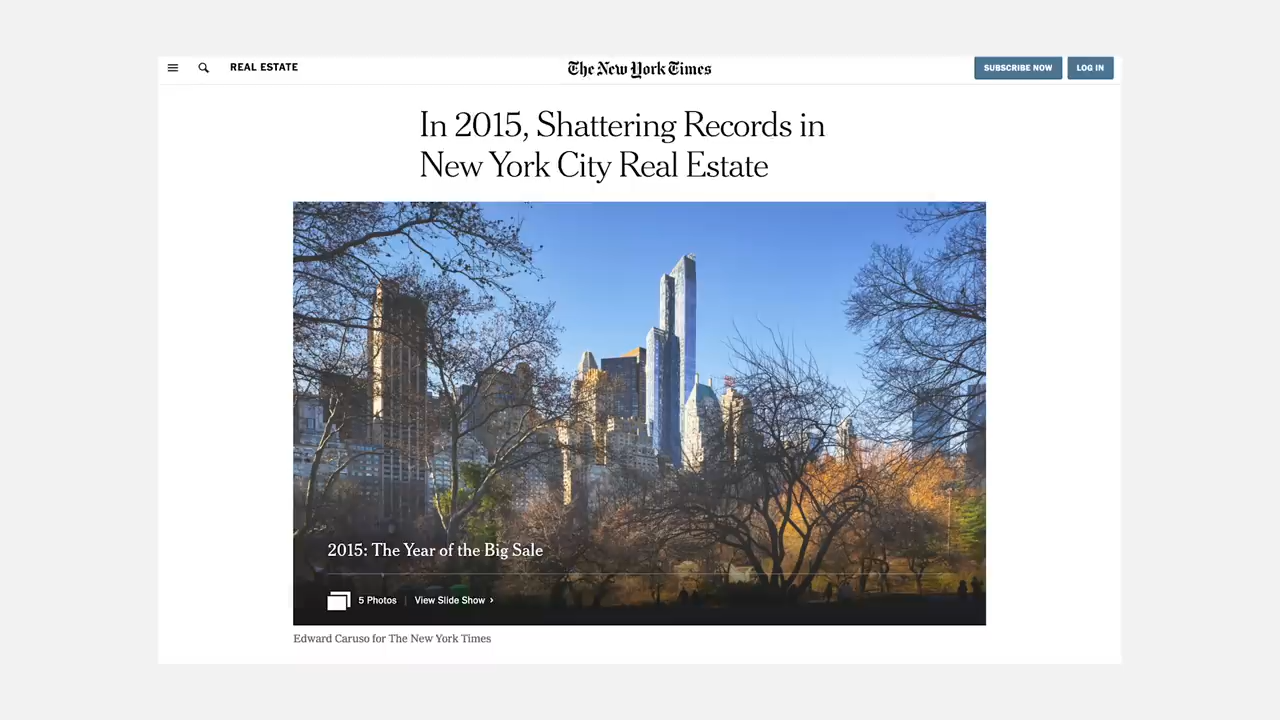 REAL ESTATE
The New York Times
SUBSCRIBE NOW
LOG IN
In 2015, Shattering Records in
New York City Real Estate
2015: The Year of the Big Sale
5 Photos | View Slide Show ›
Edward Caruso for The New York Times